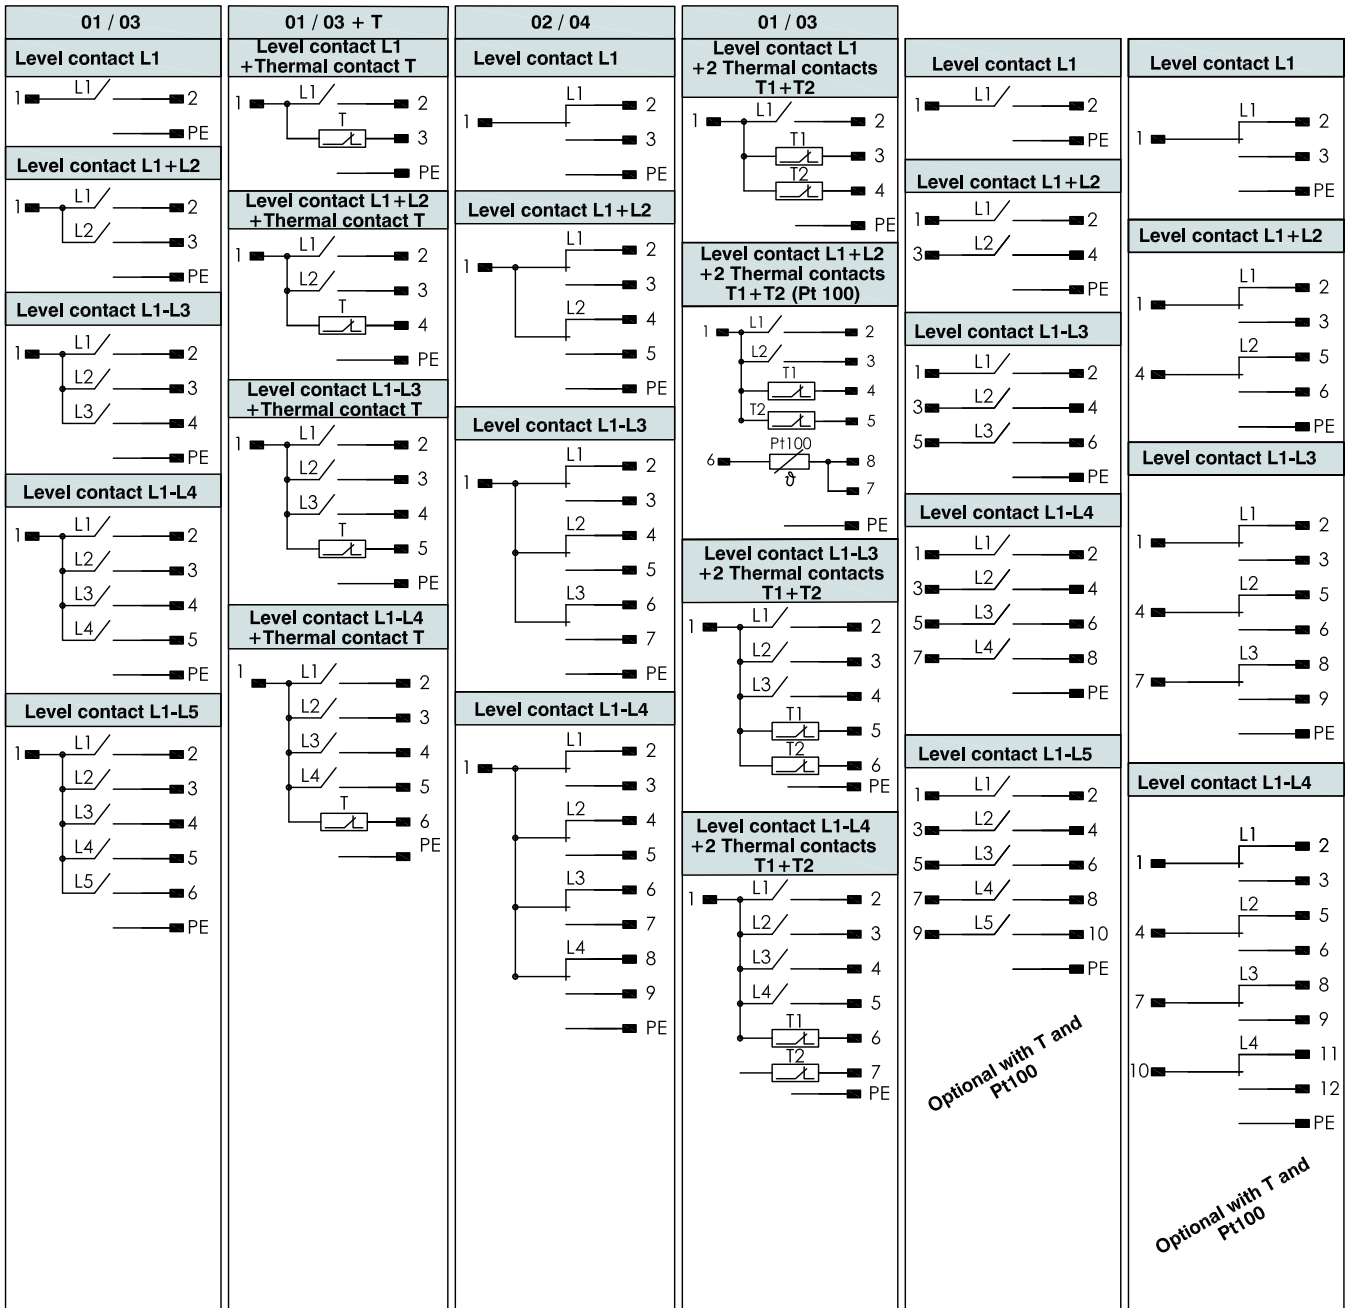 01 / 03
Level contact L1
L1
1 2
PE
Level contact L1+L2
L1
1 2
L2
3
PE
Level contact L1-L3
L1
1 2
L2
3
L3
4
PE
Level contact L1-L4
L1
1 2
L2
3
L3
4
L4
5
PE
Level contact L1-L5
L1
1 2
L2
3
L3
4
L4
5
L5
6
PE
01 / 03 + T
Level contact L1
+Thermal contact T
L1
1 2
T
3
PE
Level contact L1+L2
+Thermal contact T
L1
1 2
L2
3
T
4
PE
Level contact L1-L3
+Thermal contact T
L1
1 2
L2
3
L3
4
T
5
PE
Level contact L1-L4
+Thermal contact T
L1
1 2
L2
3
L3
4
L4
5
T
6
PE
02 / 04
Level contact L1
L1
2
1
3
PE
Level contact L1+L2
L1
2
1
3
L2
4
5
PE
Level contact L1-L3
L1
2
1
3
L2
4
5
L3
6
7
PE
Level contact L1-L4
L1
2
1
3
L2
4
5
L3
6
7
L4
8
9
PE
01 / 03
Level contact L1
+2 Thermal contacts
T1+T2
L1
1 2
T1
3
T2
4
PE
Level contact L1+L2
+2 Thermal contacts
T1+T2 (Pt 100)
L1
1 2
L2
3
T1
4
T2
5
Pt100
6 8
ϑ
7
PE
Level contact L1-L3
+2 Thermal contacts
T1+T2
L1
1 2
L2
3
L3
4
T1
5
T2
6
PE
Level contact L1-L4
+2 Thermal contacts
T1+T2
L1
1 2
L2
3
L3
4
L4
5
T1
6
T2
7
PE
Level contact L1
L1
1 2
PE
Level contact L1+L2
L1
1 2
L2
3 4
PE
Level contact L1-L3
L1
1 2
L2
3 4
L3
5 6
PE
Level contact L1-L4
L1
1 2
L2
3 4
L3
5 6
L4
7 8
PE
Level contact L1-L5
L1
1 2
L2
3 4
L3
5 6
L4
7 8
L5
9 10
PE
Optional with T and
Pt100
Level contact L1
L1
2
1
3
PE
Level contact L1+L2
L1
2
1
3
L2
5
4
6
PE
Level contact L1-L3
L1
2
1
3
L2
5
4
6
L3
8
7
9
PE
Level contact L1-L4
L1
2
1
3
L2
5
4
6
L3
8
7
9
L4
11
10
12
PE
Optional with T and
Pt100